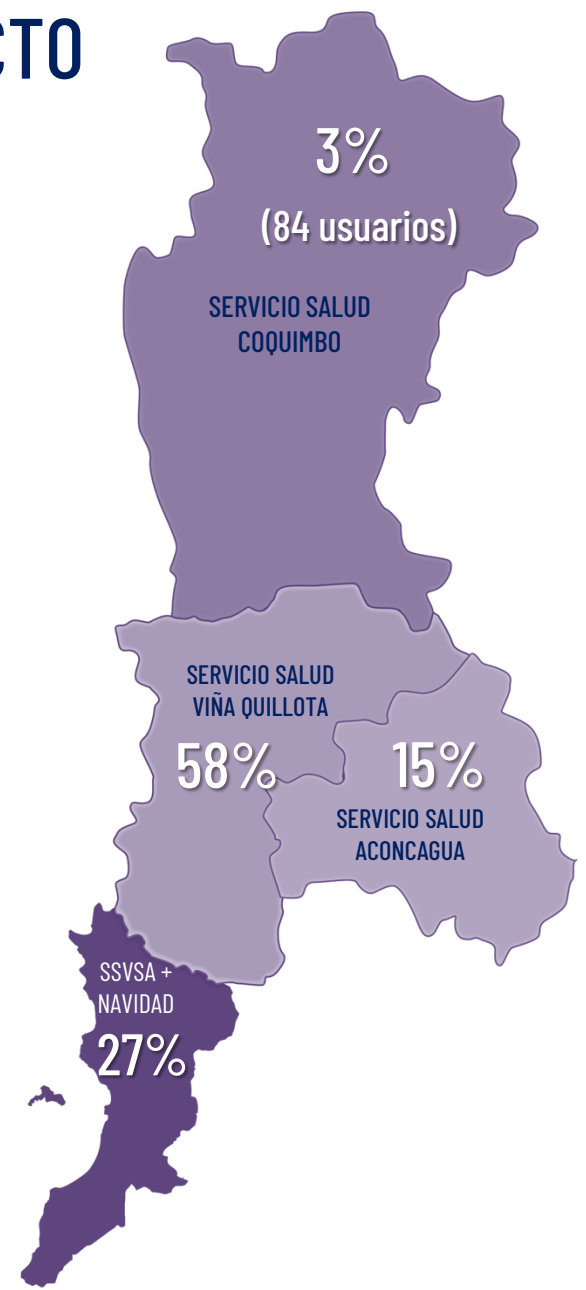 CTO
3%
(84 usuarios)
SERVICIO SALUD
COQUIMBO
SERVICIO SALUD
VIÑA QUILLOTA
58%
15%
SERVICIO SALUD
ACONCAGUA
SSVSA +
NAVIDAD
27%